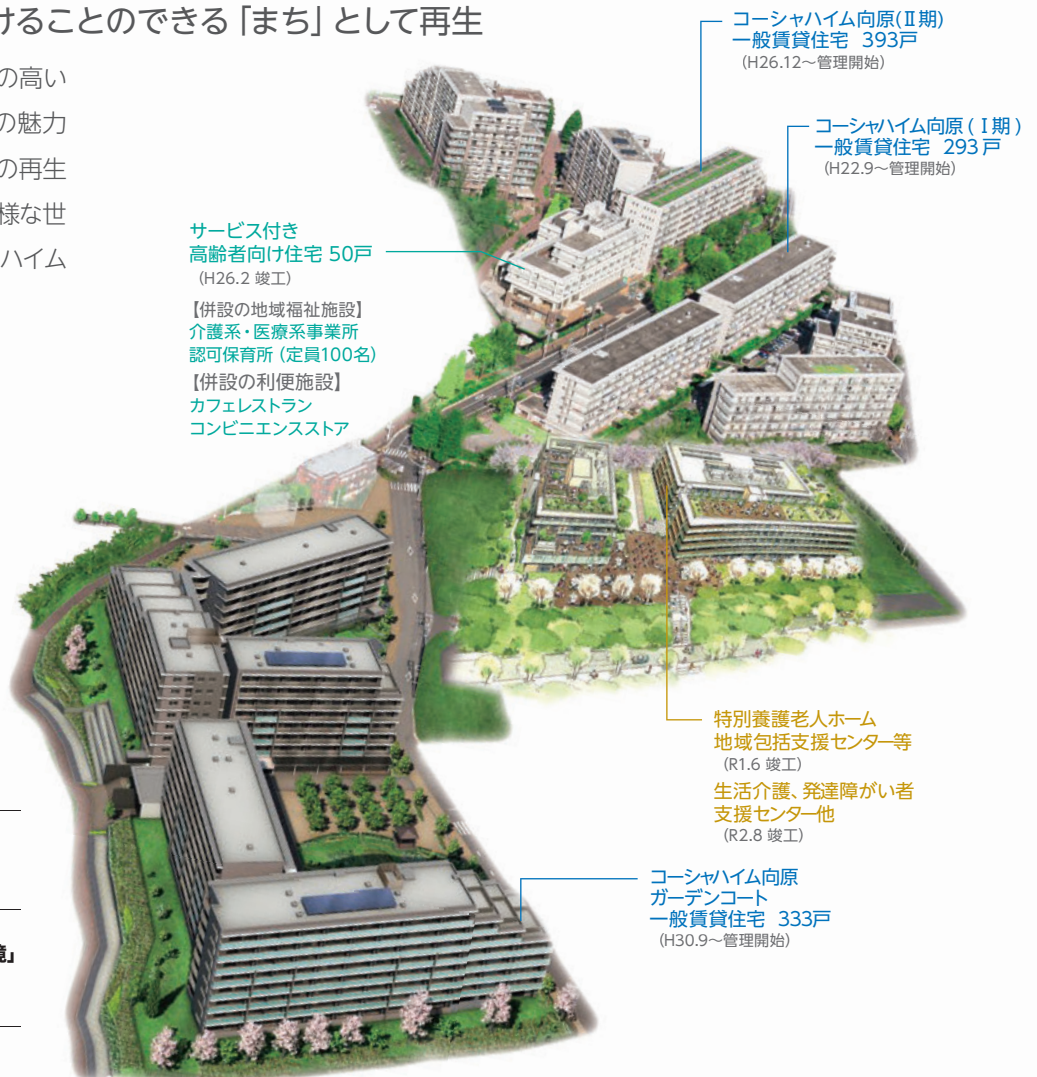 けることのできる「まち」として再生
の高い
の魅力
の再生
様な世
ハイム
コーシャハイム向原(Ⅱ期)
一般賃貸住宅 393戸
(H26.12～管理開始)
コーシャハイム向原(Ⅰ期)
一般賃貸住宅 293戸
(H22.9～管理開始)
サービス付き
高齢者向け住宅 50戸
(H26.2 竣工)
【併設の地域福祉施設】
介護系・医療系事業所
認可保育所(定員100名)
【併設の利便施設】
カフェレストラン
コンビニエンスストア
特別養護老人ホーム
地域包括支援センター等
(R1.6 竣工)
生活介護、発達障がい者
支援センター他
(R2.8 竣工)
コーシャハイム向原
ガーデンコート
一般賃貸住宅 333戸
(H30.9～管理開始)
境」